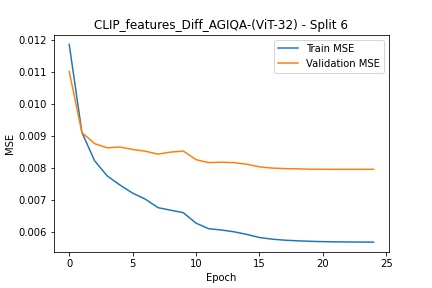 CLIP_features_Diff_AGIQA-(ViT-32) - Split 6
Train MSE
Validation MSE
0.012
0.011
0.010
0.009
0.008
0.007
0.006
MSE
0 5 10 15 20 25
Epoch